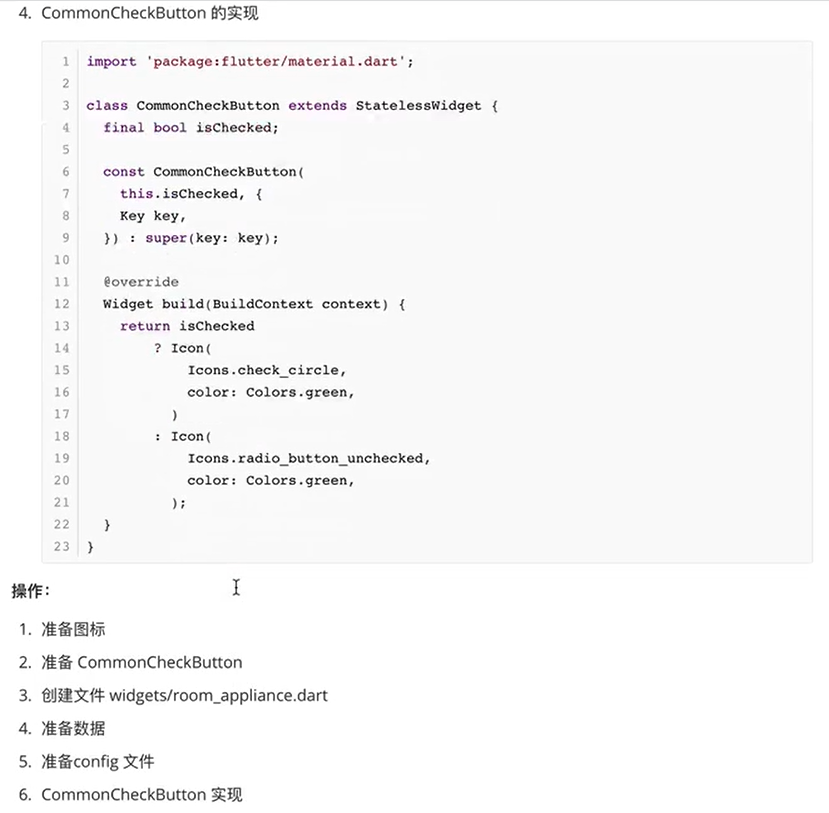 4. CommonCheckButton 的实现
1 import 'package:flutter/material.dart';
2
3 class CommonCheckButton extends StatelessWidget {
4   final bool isChecked;
5
6   const CommonCheckButton(
7     this.isChecked, {
8     Key key,
9   }) : super(key: key);
10
11   @override
12   Widget build(BuildContext context) {
13     return isChecked
14         ? Icon(
15             Icons.check_circle,
16             color: Colors.green,
17           )
18         : Icon(
19             Icons.radio_button_unchecked,
20             color: Colors.green,
21           );
22   }
23 }
操作：
1. 准备图标
2. 准备 CommonCheckButton
3. 创建文件 widgets/room_appliance.dart
4. 准备数据
5. 准备config 文件
6. CommonCheckButton 实现